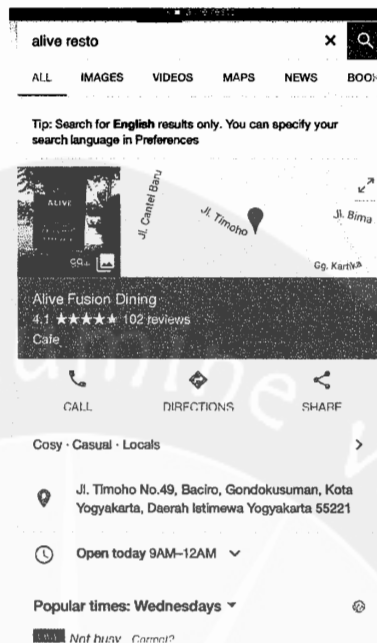 alive resto
ALL IMAGES VIDEOS MAPS NEWS BOOK
Tip: Search for English results only. You can specify your
search language in Preferences
ALIVE
Jl. Cantel Baru
Jl. Timoho
Jl. Bima
Gg. Kartika
Alive Fusion Dining
4.1 ★★★★★ 102 reviews
Cafe
CALL DIRECTIONS SHARE
Cosy · Casual · Locals
Jl. Timoho No.49, Baciro, Gondokusuman, Kota
Yogyakarta, Daerah Istimewa Yogyakarta 55221
Open today 9AM–12AM
Popular times: Wednesdays
Not busy Correct?